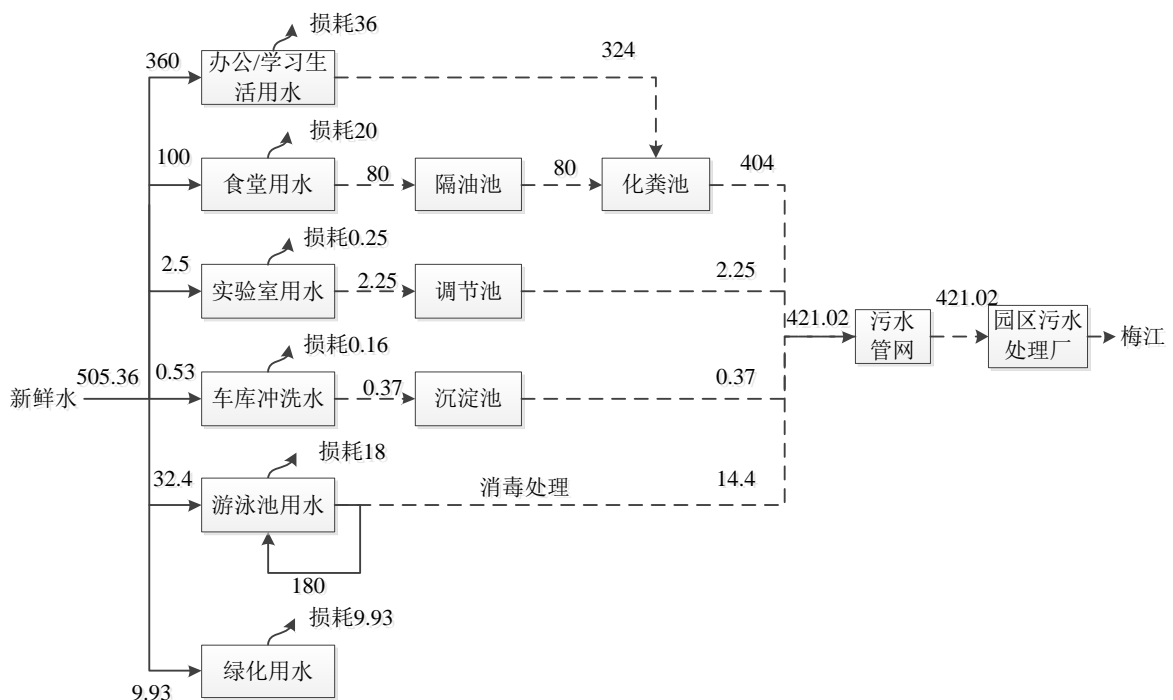 损耗36
360
办公/学习生
活用水
324
损耗20
100
食堂用水
80
隔油池
80
化粪池
404
损耗0.25
2.5
实验室用水
2.25
调节池
2.25
421.02
污水
管网
421.02
园区污水
处理厂
梅江
损耗0.16
新鲜水
505.36
0.53
车库冲洗水
0.37
沉淀池
0.37
损耗18
32.4
游泳池用水
消毒处理
14.4
180
损耗9.93
绿化用水
9.93